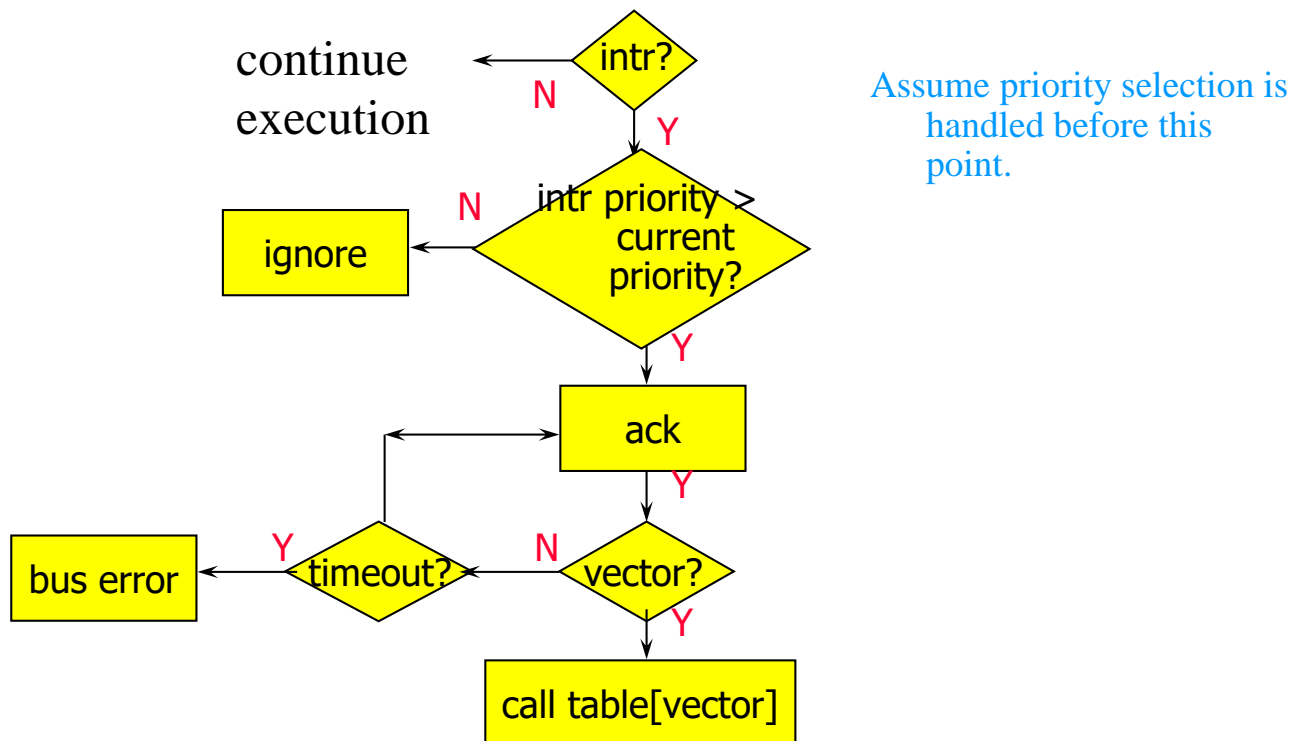 intr?
continue
execution
N
Y
Assume priority selection is
handled before this
point.
intr priority >
current
priority?
N
ignore
Y
ack
Y
vector?
N
timeout?
Y
bus error
Y
call table[vector]